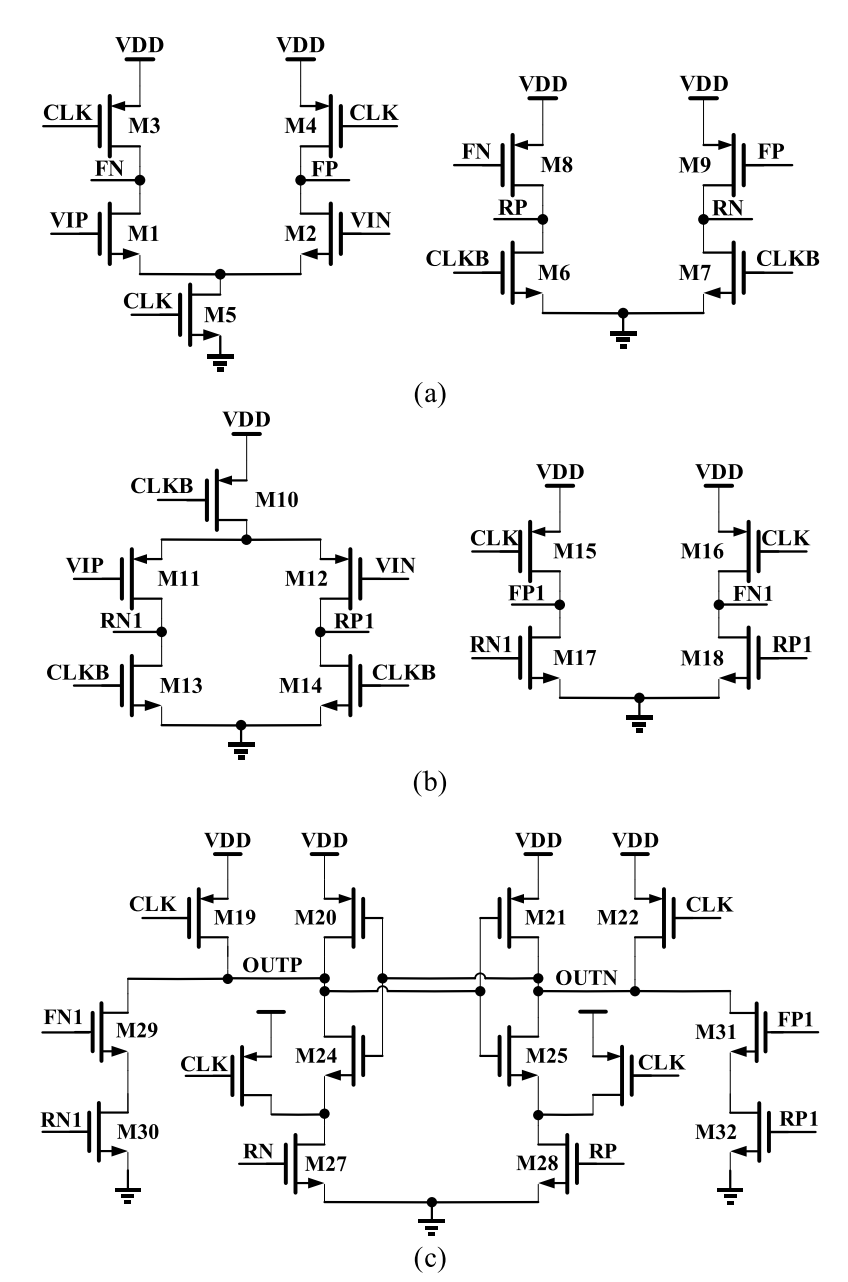 VDD VDD
CLK M3 M4 CLK
FN FP
VIP M1 M2 VIN
CLK M5
VDD VDD
FN M8 M9 FP
RP RN
CLKB M6 M7 CLKB
(a)
VDD
CLKB M10
VIP M11 M12 VIN
RN1 RP1
CLKB M13 M14 CLKB
VDD VDD
CLK M15 M16 CLK
FP1 FN1
RN1 M17 M18 RP1
(b)
VDD VDD VDD VDD
CLK M19 M20 M21 M22 CLK
OUTP OUTN
FN1 M29 M24 M25 M31 FP1
CLK CLK
RN1 M30 M32 RP1
RN M27 M28 RP
(c)